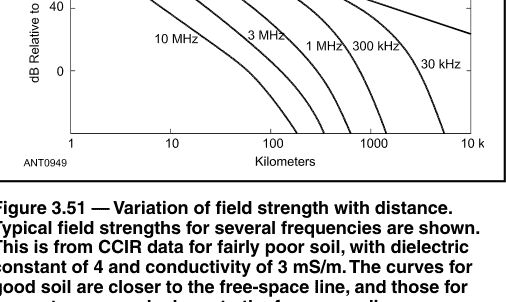 40
dB Relative to
10 MHz
3 MHz
1 MHz
300 kHz
30 kHz
0
1
10
100
1000
10 k
ANT0949
Kilometers
Figure 3.51 — Variation of field strength with distance.
Typical field strengths for several frequencies are shown.
This is from CCIR data for fairly poor soil, with dielectric
constant of 4 and conductivity of 3 mS/m. The curves for
good soil are closer to the free-space line, and those for